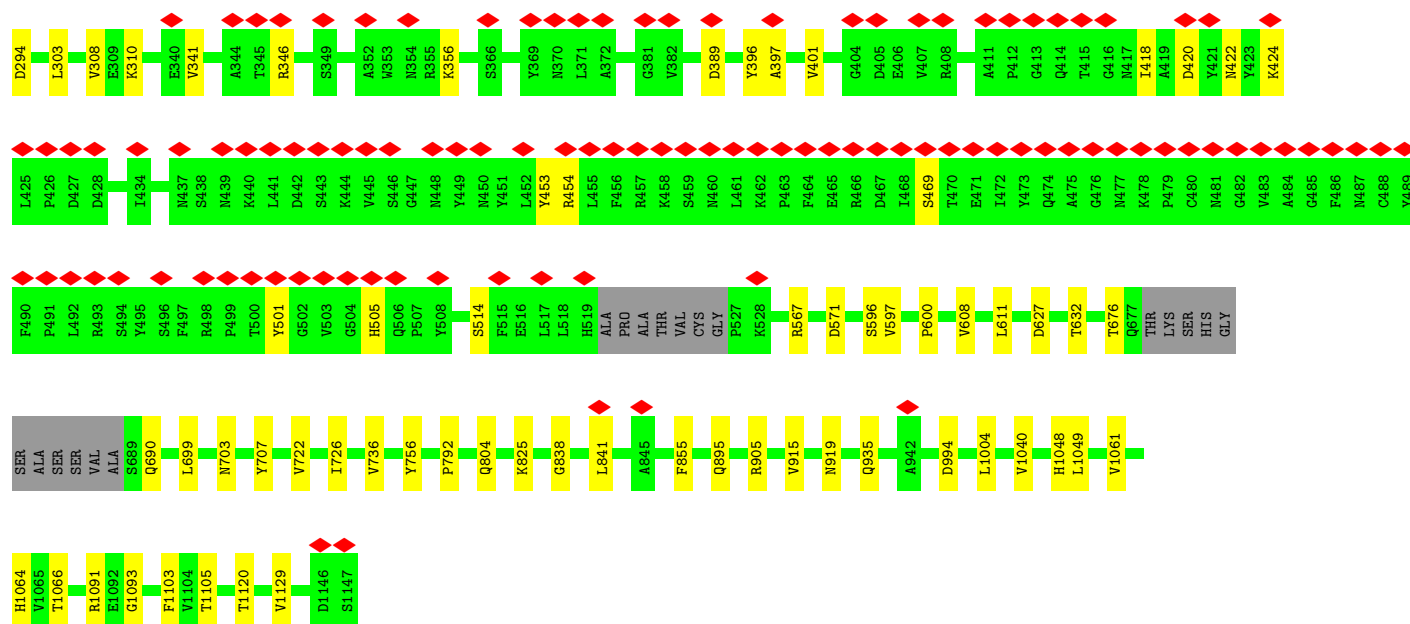 D294 L303 V308 E309 K310 E340 V341 A344 T345 R346 S349 A352 W353 N354 R355 K356 S366 Y369 N370 L371 A372 G381 V382 D389 Y396 A397 V401 G404 D405 E406 V407 R408 A411 P412 G413 Q414 T415 G416 N417 I418 A419 D420 Y421 N422 Y423 K424
L425 P426 D427 D428 I434 N437 S438 N439 K440 L441 D442 S443 K444 V445 S446 G447 N448 Y449 N450 Y451 L452 Y453 R454 L455 F456 R457 K458 S459 N460 L461 K462 P463 F464 E465 R466 D467 I468 S469 T470 E471 I472 Y473 Q474 A475 G476 N477 K478 P479 C480 N481 G482 V483 A484 G485 F486 N487 C488 Y489
F490 P491 L492 R493 S494 Y495 S496 F497 R498 P499 T500 Y501 G502 V503 G504 H505 Q506 P507 Y508 S514 F515 E516 L517 L518 H519 ALA PRO ALA THR VAL CYS GLY P527 K528 R567 D571 S596 V597 P600 V608 L611 D627 T632 T676 Q677 THR LYS SER HIS GLY
SER ALA SER SER VAL ALA S689 Q690 L699 N703 Y707 V722 I726 V736 Y756 P792 Q804 K825 G838 L841 A845 F855 Q895 R905 V915 N919 Q935 A942 D994 L1004 V1040 H1048 L1049 V1061
H1064 V1065 T1066 R1091 E1092 G1093 F1103 V1104 T1105 T1120 V1129 D1146 S1147